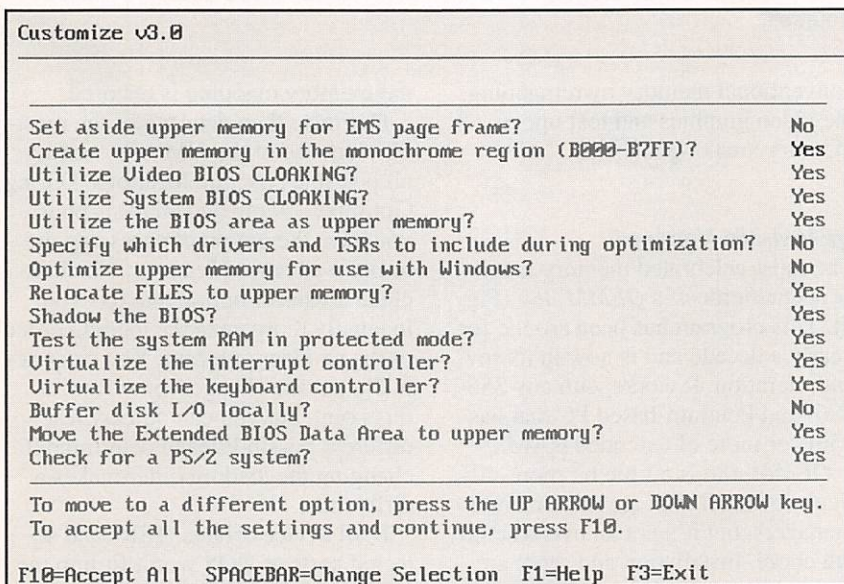 Customize v3.0
Set aside upper memory for EMS page frame? No
Create upper memory in the monochrome region (B000-B7FF)? Yes
Utilize Video BIOS CLOAKING? Yes
Utilize System BIOS CLOAKING? Yes
Utilize the BIOS area as upper memory? Yes
Specify which drivers and TSRs to include during optimization? No
Optimize upper memory for use with Windows? No
Relocate FILES to upper memory? Yes
Shadow the BIOS? Yes
Test the system RAM in protected mode? Yes
Virtualize the interrupt controller? Yes
Virtualize the keyboard controller? Yes
Buffer disk I/O locally? No
Move the Extended BIOS Data Area to upper memory? Yes
Check for a PS/2 system? Yes
To move to a different option, press the UP ARROW or DOWN ARROW key.
To accept all the settings and continue, press F10.
F10=Accept All SPACEBAR=Change Selection F1=Help F3=Exit